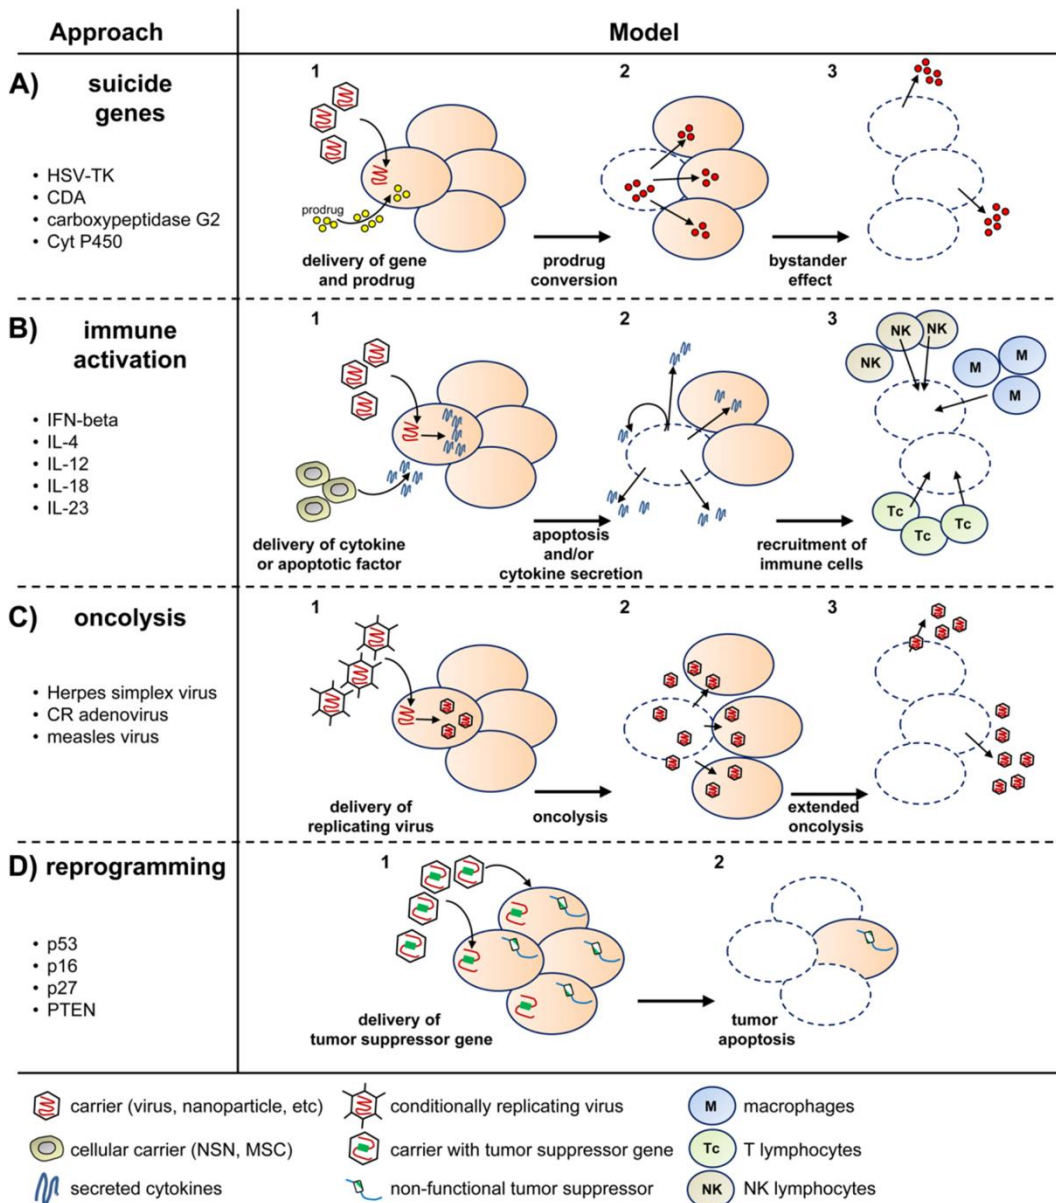 Approach
Model
A) suicide
genes
• HSV-TK
• CDA
• carboxypeptidase G2
• Cyt P450
1
prodrug
delivery of gene
and prodrug
2
prodrug
conversion
3
bystander
effect
B) immune
activation
• IFN-beta
• IL-4
• IL-12
• IL-18
• IL-23
1
delivery of cytokine
or apoptotic factor
2
apoptosis
and/or
cytokine secretion
3
NK
NK
NK
M
M
M
Tc
Tc
Tc
recruitment of
immune cells
C) oncolysis
• Herpes simplex virus
• CR adenovirus
• measles virus
1
delivery of
replicating virus
2
oncolysis
3
extended
oncolysis
D) reprogramming
• p53
• p16
• p27
• PTEN
1
delivery of
tumor suppressor gene
2
tumor
apoptosis
carrier (virus, nanoparticle, etc)
conditionally replicating virus
M macrophages
cellular carrier (NSN, MSC)
carrier with tumor suppressor gene
Tc T lymphocytes
secreted cytokines
non-functional tumor suppressor
NK NK lymphocytes